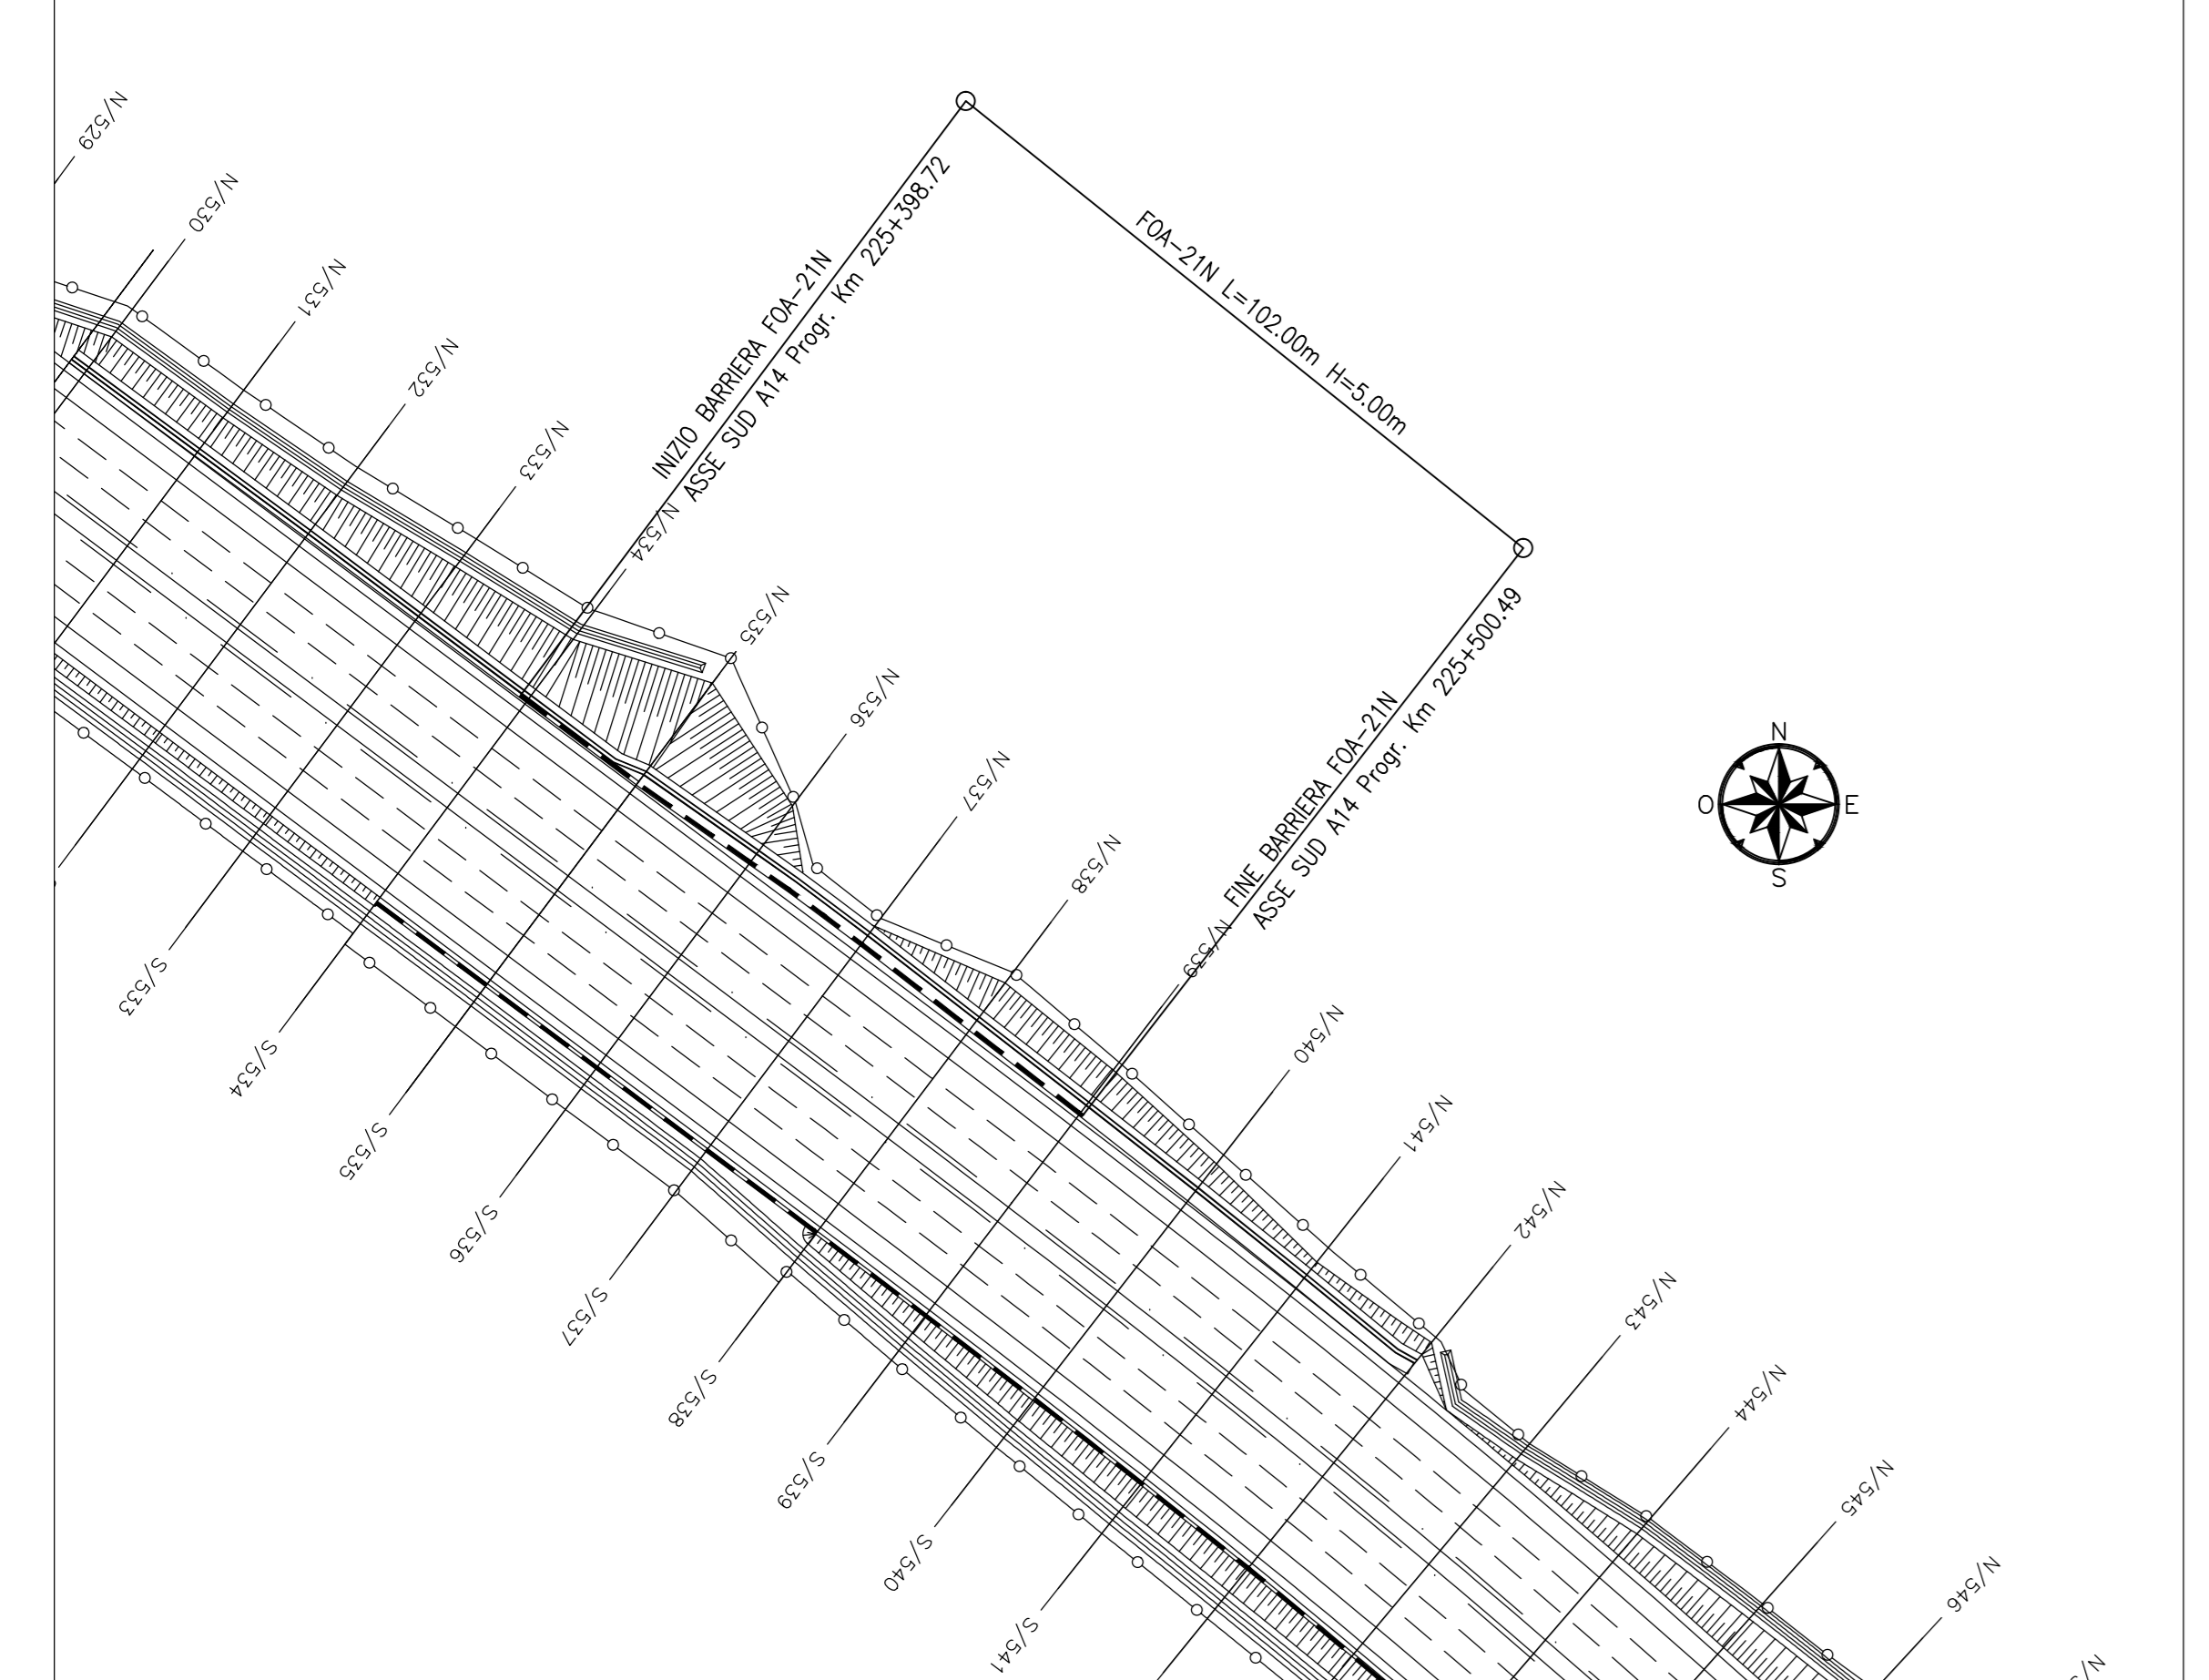 N/529
N/530
N/531
N/532
N/533
N/534
N/535
N/536
N/537
N/538
N/539
N/540
N/541
N/542
N/543
N/544
N/545
N/546
INIZIO BARRIERA FOA-21N
ASSE SUD A14 Progr. Km 225+398.72
FOA-21N L=102.00m H=5.00m
FINE BARRIERA FOA-21N
ASSE SUD A14 Progr. Km 225+500.49
N
O
E
S
S/533
S/534
S/535
S/536
S/537
S/538
S/539
S/540
S/541